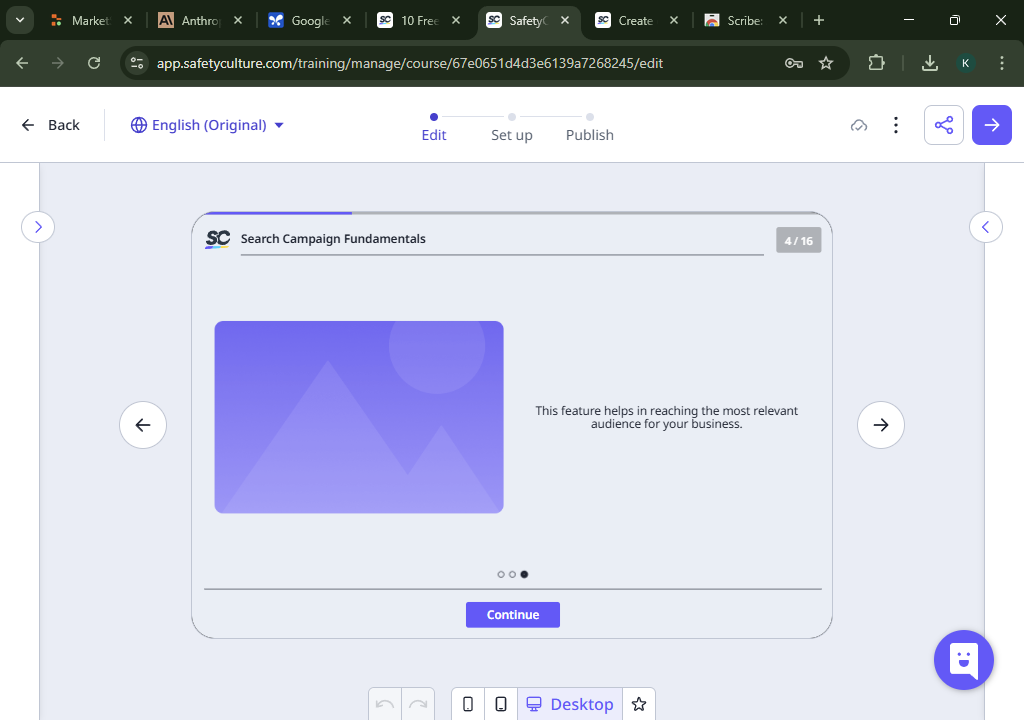 Market
Anthro
Google
10 Free
SafetyC
Create
Scribe:
app.safetyculture.com/training/manage/course/67e0651d4d3e6139a7268245/edit
K
Back
English (Original)
Edit
Set up
Publish
SC
Search Campaign Fundamentals
4 / 16
This feature helps in reaching the most relevant
audience for your business.
Continue
Desktop